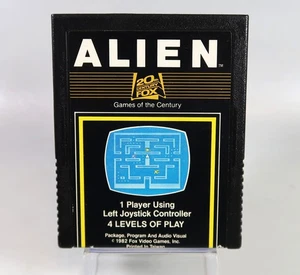 ALIEN™
20th
CENTURY
FOX
Games of the Century
1 Player Using
Left Joystick Controller
4 LEVELS OF PLAY
Package, Program And Audio Visual
© 1982 Fox Video Games, Inc.
Printed In Taiwan